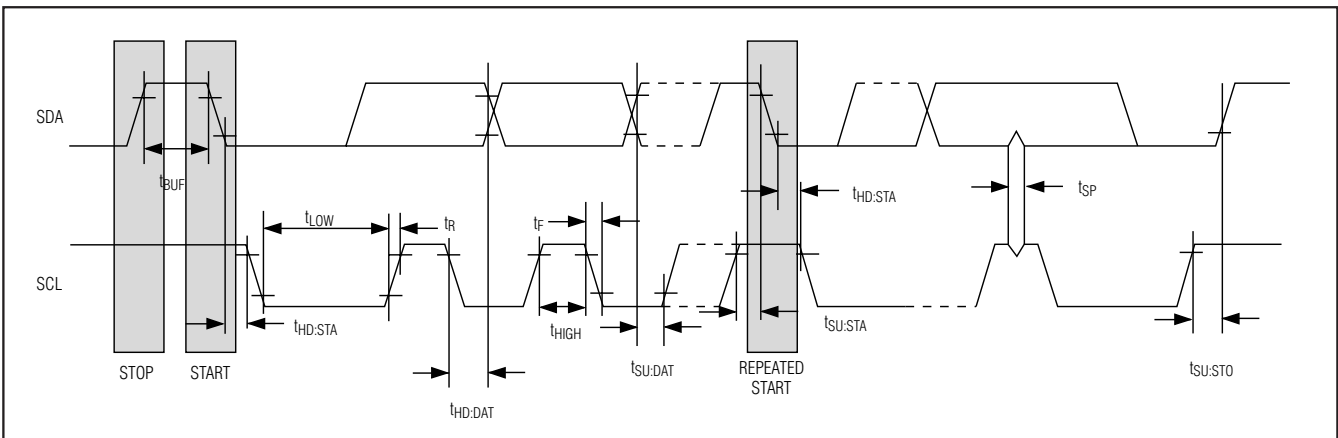 SDA
tBUF
tHD:STA
tSP
tLOW
tR
tF
SCL
tHD:STA
tHIGH
tSU:STA
tSU:DAT
tSU:STO
STOP
START
REPEATED
START
tHD:DAT